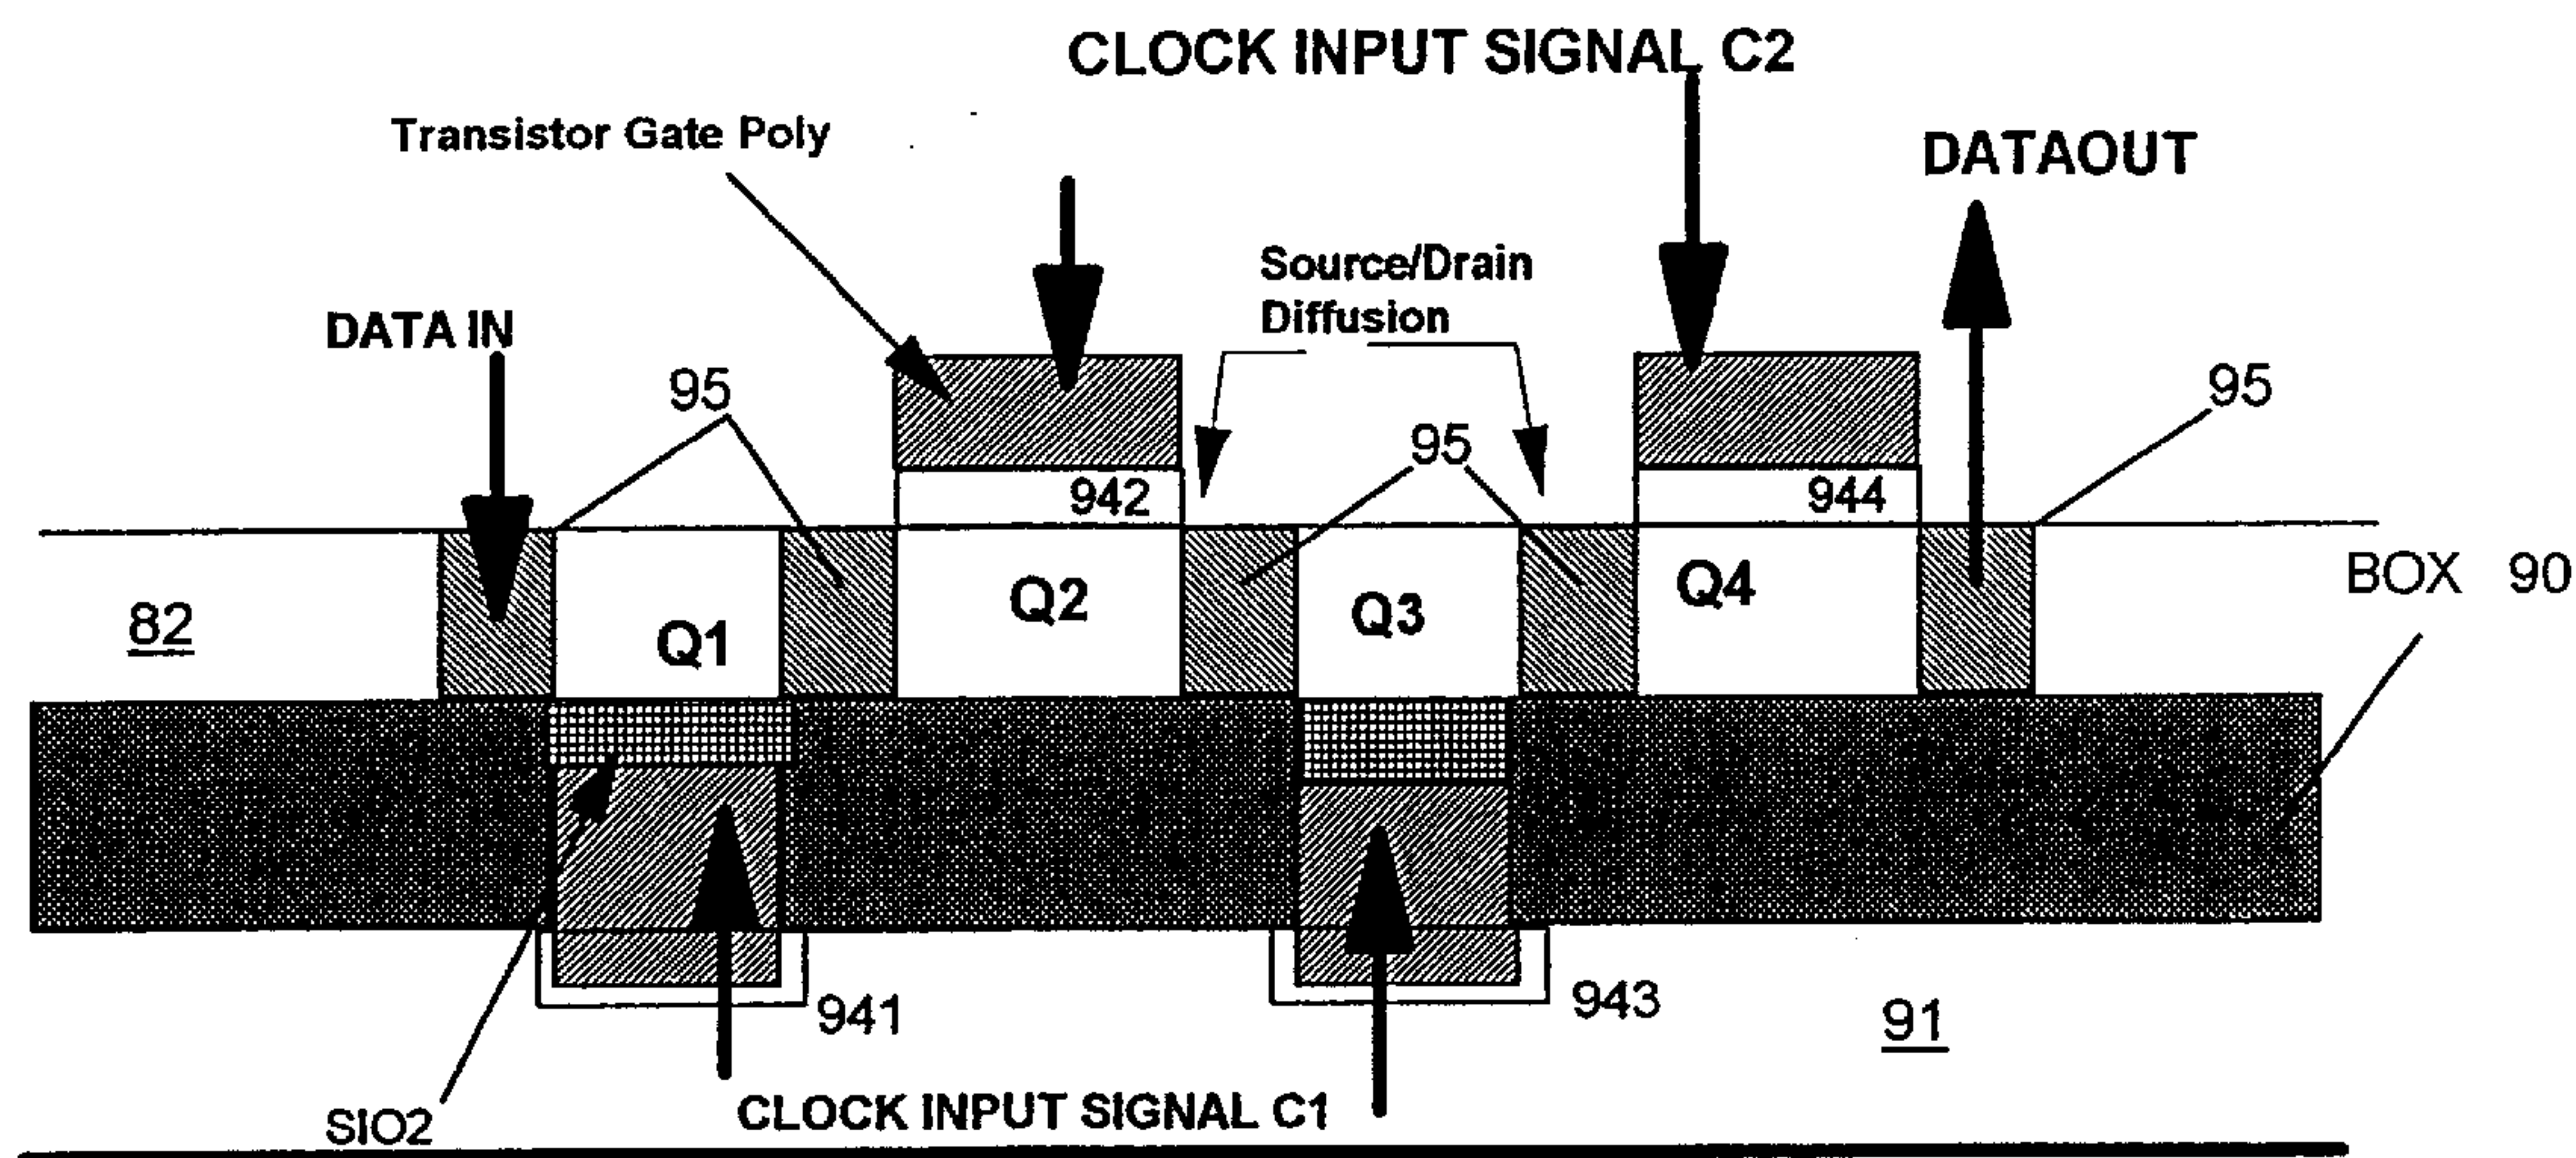 CLOCK INPUT SIGNAL C2
Transistor Gate Poly
DATAOUT
Source/Drain
Diffusion
DATA IN
95
95
95
942
944
82
Q1
Q2
Q3
Q4
BOX 90
941
943
91
SIO2
CLOCK INPUT SIGNAL C1